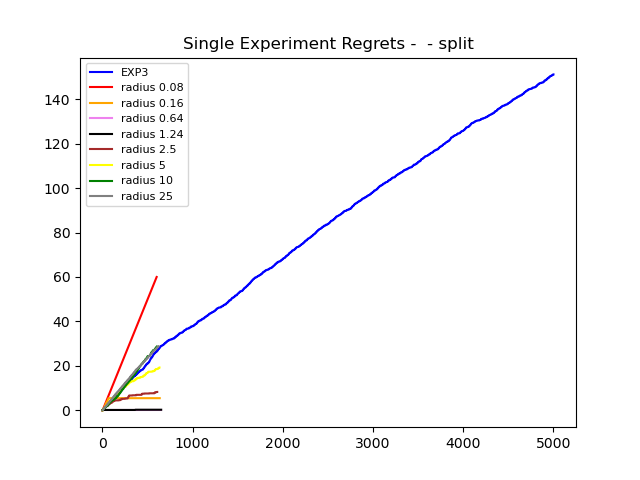 Single Experiment Regrets -  - split
EXP3
radius 0.08
radius 0.16
radius 0.64
radius 1.24
radius 2.5
radius 5
radius 10
radius 25
140
120
100
80
60
40
20
0
0 1000 2000 3000 4000 5000